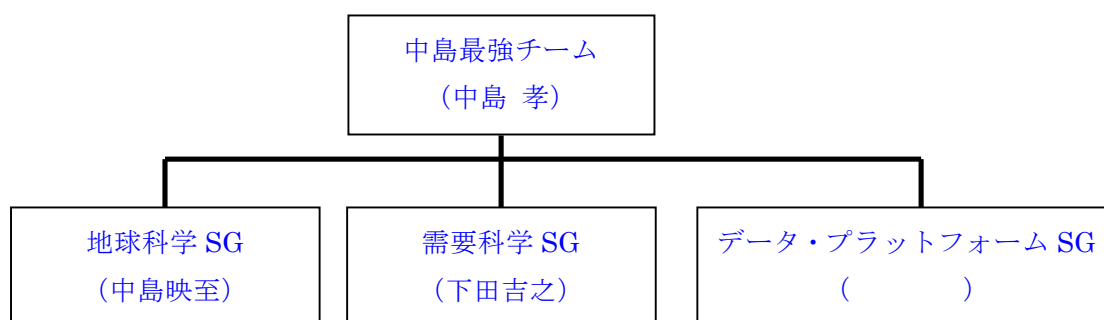 中島最強チーム
（中島 孝）
地球科学 SG
（中島映至）
需要科学 SG
（下田吉之）
データ・プラットフォーム SG
（　　　　）